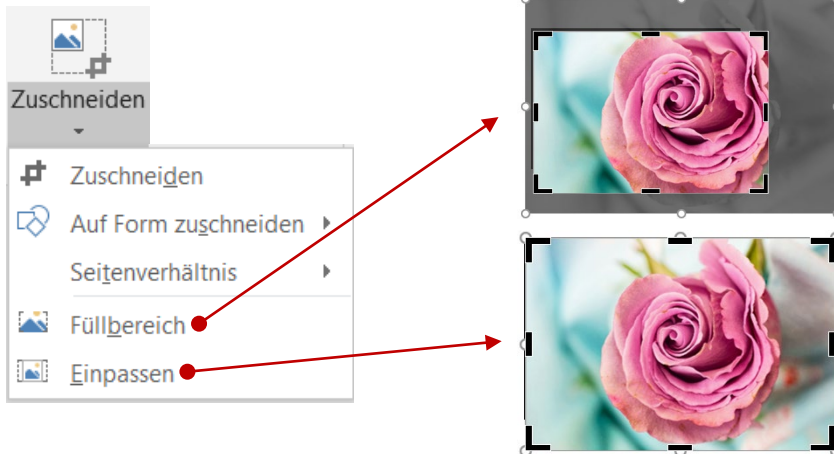 Zuschneiden
Zuschneiden
Auf Form zuschneiden
Seitenverhältnis
Füllbereich
Einpassen